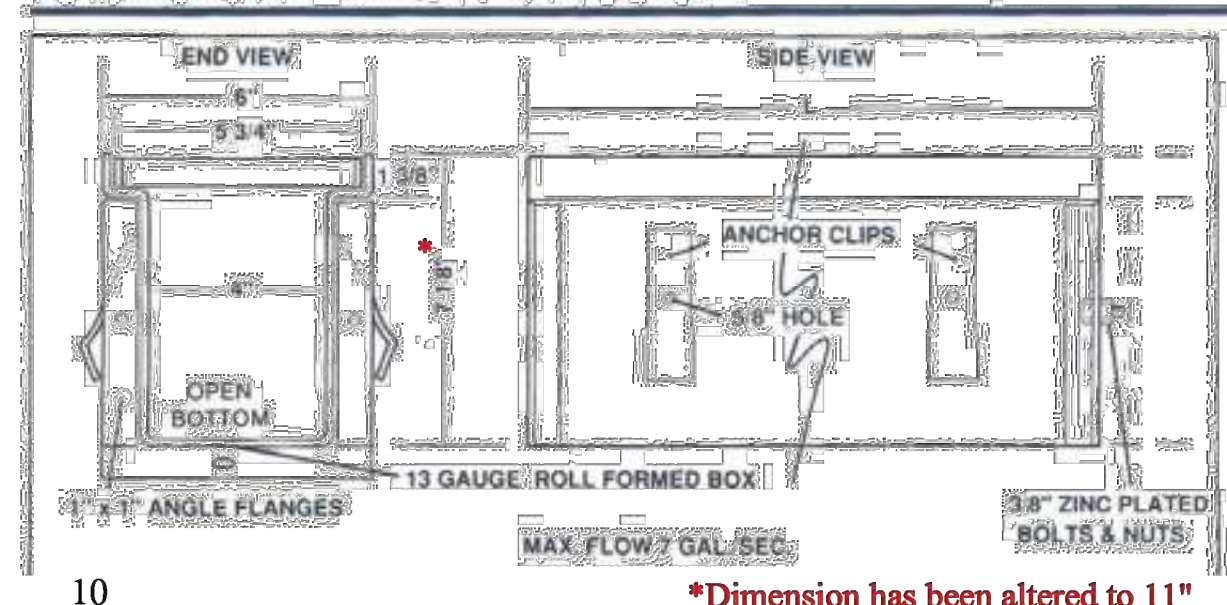 END VIEW
SIDE VIEW
6"
5 3/4"
L
1 3/8"
ANCHOR CLIPS
*
4"
5/8" HOLE
OPEN
BOTTOM
13 GAUGE ROLL FORMED BOX
1" x 1" ANGLE FLANGES
3/8" ZINC PLATED
BOLTS & NUTS
MAX. FLOW 7 GAL/SEC.
10
*Dimension has been altered to 11"